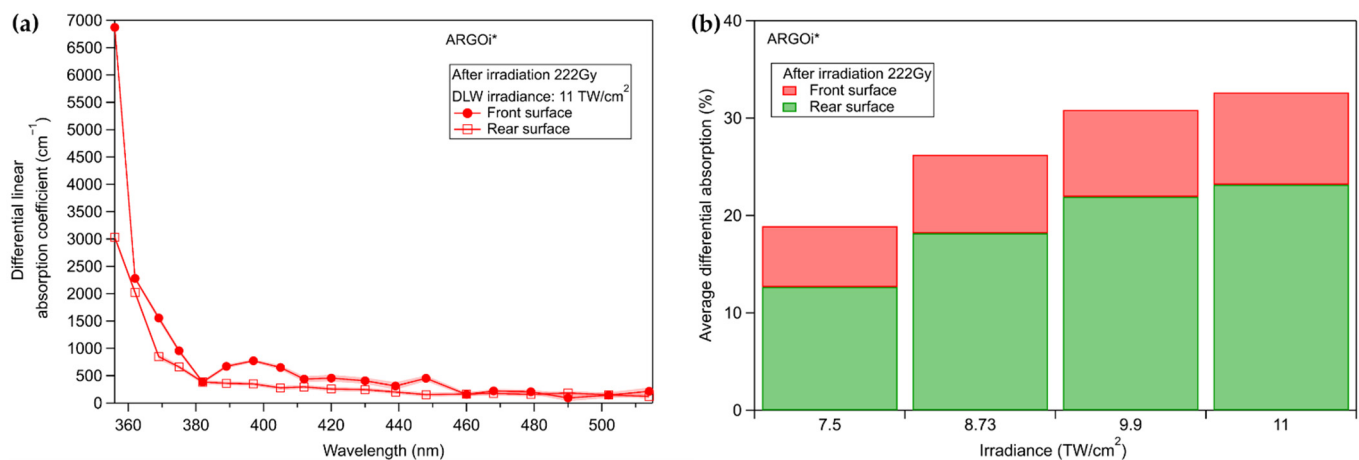 (a)
ARGOi*
After irradiation 222Gy
DLW irradiance: 11 TW/cm²
Front surface
Rear surface
Differential linear
absorption coefficient (cm⁻¹)
7000
6500
6000
5500
5000
4500
4000
3500
3000
2500
2000
1500
1000
500
0
360 380 400 420 440 460 480 500
Wavelength (nm)
(b)
ARGOi*
After irradiation 222Gy
Front surface
Rear surface
Average differential absorption (%)
40
30
20
10
0
7.5 8.73 9.9 11
Irradiance (TW/cm²)